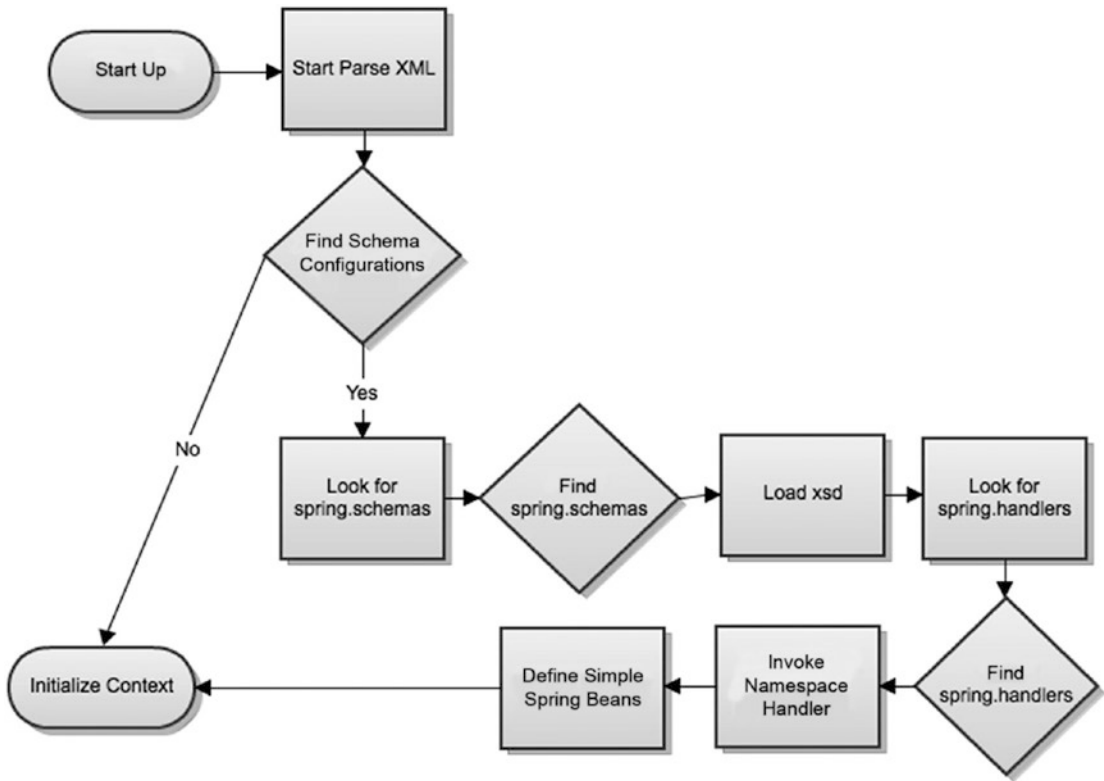 Start Up
Start Parse XML
Find Schema
Configurations
Yes
No
Look for
spring.schemas
Find
spring.schemas
Load xsd
Look for
spring.handlers
Find
spring.handlers
Invoke
Namespace
Handler
Define Simple
Spring Beans
Initialize Context